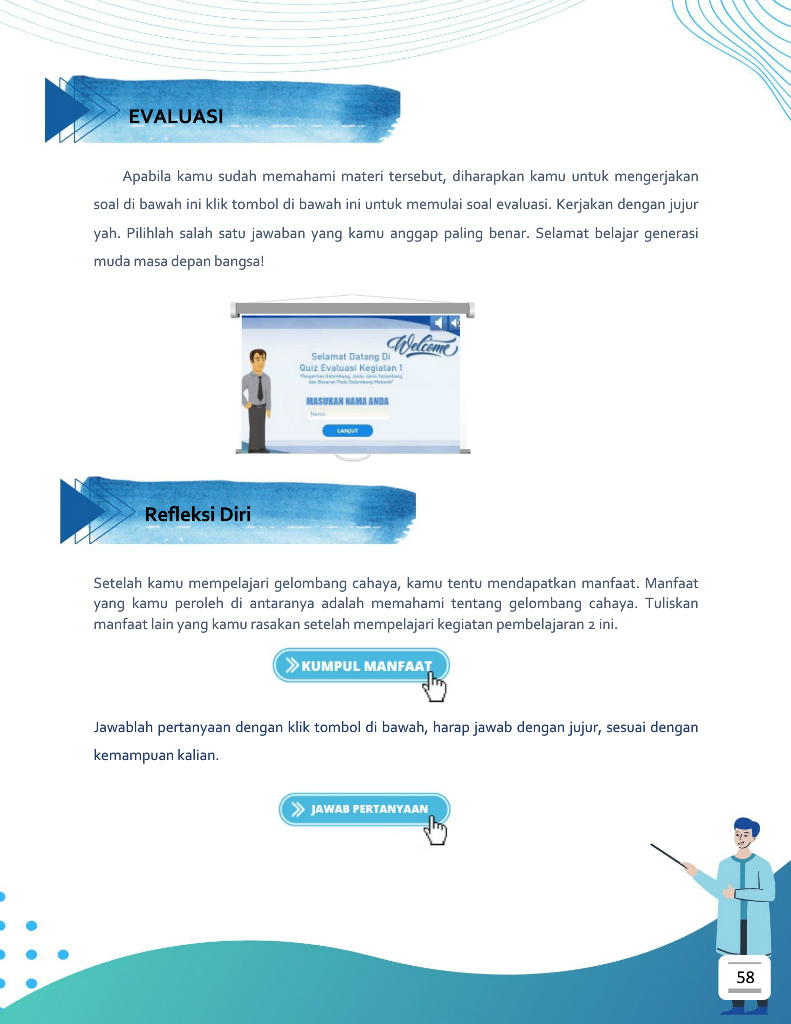 EVALUASI
Apabila kamu sudah memahami materi tersebut, diharapkan kamu untuk mengerjakan
soal di bawah ini klik tombol di bawah ini untuk memulai soal evaluasi. Kerjakan dengan jujur
yah. Pilihlah salah satu jawaban yang kamu anggap paling benar. Selamat belajar generasi
muda masa depan bangsa!
Welcome
Selamat Datang Di
Quiz Evaluasi Kegiatan 1
"Pengertian Gelombang, Jenis-Jenis Gelombang
dan Besaran Pada Gelombang Mekanik"
MASUKAN NAMA ANDA
Nama
LANJUT
Refleksi Diri
Setelah kamu mempelajari gelombang cahaya, kamu tentu mendapatkan manfaat. Manfaat
yang kamu peroleh di antaranya adalah memahami tentang gelombang cahaya. Tuliskan
manfaat lain yang kamu rasakan setelah mempelajari kegiatan pembelajaran 2 ini.
KUMPUL MANFAAT
Jawablah pertanyaan dengan klik tombol di bawah, harap jawab dengan jujur, sesuai dengan
kemampuan kalian.
JAWAB PERTANYAAN
58